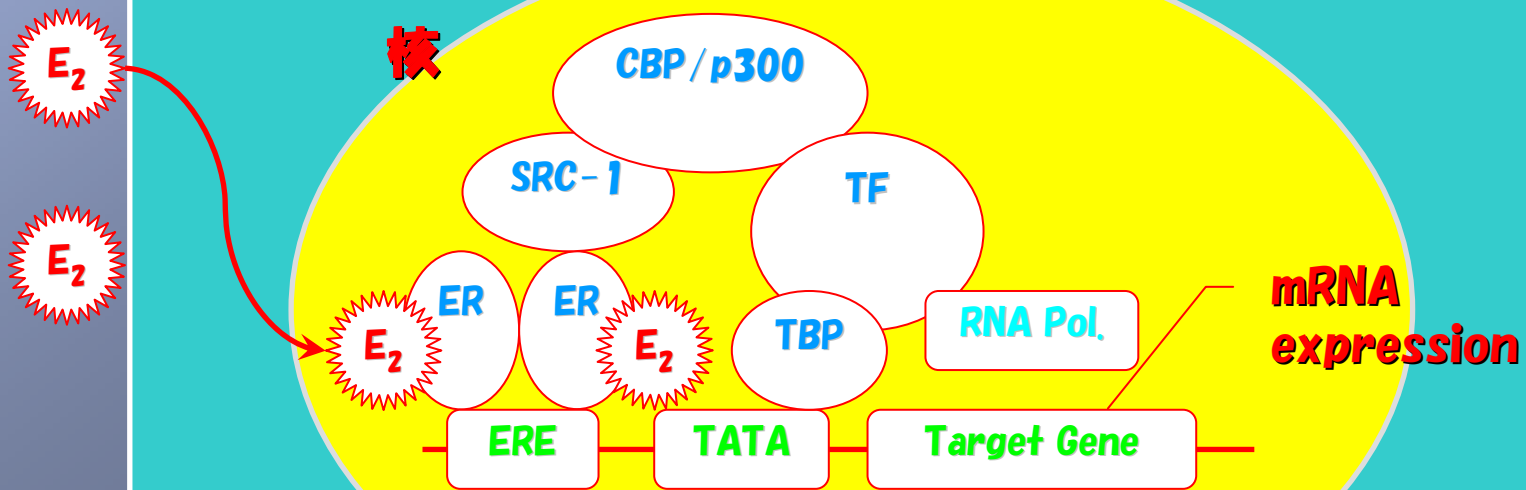 核
E2
CBP/p300
SRC-1
TF
E2
ER
ER
mRNA
expression
E2
E2
TBP
RNA Pol.
ERE
TATA
Target Gene